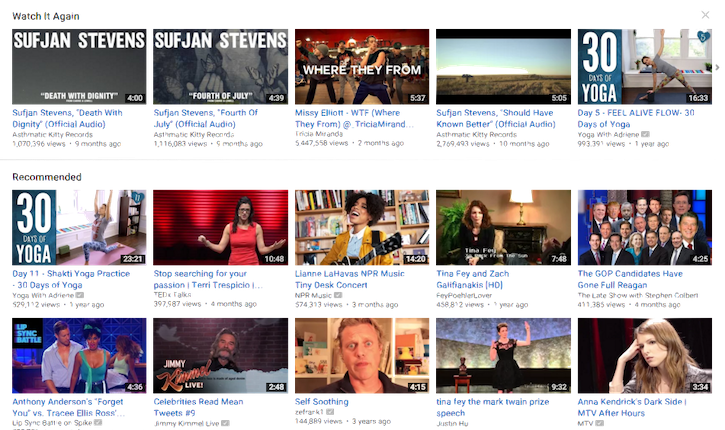 Watch It Again
SUFJAN STEVENS
"DEATH WITH DIGNITY"
4:00
SUFJAN STEVENS
"FOURTH OF JULY"
4:39
WHERE THEY FROM
5:37
5:05
30
DAYS OF
YOGA
5
16:33
Sufjan Stevens, "Death With
Dignity" (Official Audio)
Asthmatic Kitty Records
1,070,396 views • 9 months ago
Sufjan Stevens, "Fourth Of
July" (Official Audio)
Asthmatic Kitty Records
1,116,083 views • 9 months ago
Missy Elliott - WTF (Where
They From) @_TriciaMirand...
Tricia Miranda
5,447,558 views • 2 months ago
Sufjan Stevens, "Should Have
Known Better" (Official Audio)
Asthmatic Kitty Records
2,769,493 views • 10 months ago
Day 5 - FEEL ALIVE FLOW- 30
Days of Yoga
Yoga With Adriene
993,391 views • 1 year ago
Recommended
30
DAYS OF
YOGA
11
23:21
10:48
14:20
Tina Fey
7:48
4:25
Day 11 - Shakti Yoga Practice
- 30 Days of Yoga
Yoga With Adriene
529,112 views • 1 year ago
Stop searching for your
passion | Terri Trespicio |...
TEDx Talks
397,987 views • 4 months ago
Lianne LaHavas NPR Music
Tiny Desk Concert
NPR Music
574,313 views • 3 months ago
Tina Fey and Zach
Galifianakis [HD]
FeyPoehlerLover
458,812 views • 1 year ago
The GOP Candidates Have
Gone Full Reagan
The Late Show with Stephen Colbert
411,385 views • 4 months ago
LIP
SYNC
BATTLE
4:36
JIMMY
Kimmel
LIVE!
2:48
4:15
9:32
3:34
Anthony Anderson's "Forget
You" vs. Tracee Ellis Ross'...
Lip Sync Battle on Spike
Celebrities Read Mean
Tweets #9
Jimmy Kimmel Live
Self Soothing
zefrank1
144,889 views • 3 years ago
tina fey the mark twain prize
speech
Justin Hu
Anna Kendrick's Dark Side |
MTV After Hours
MTV